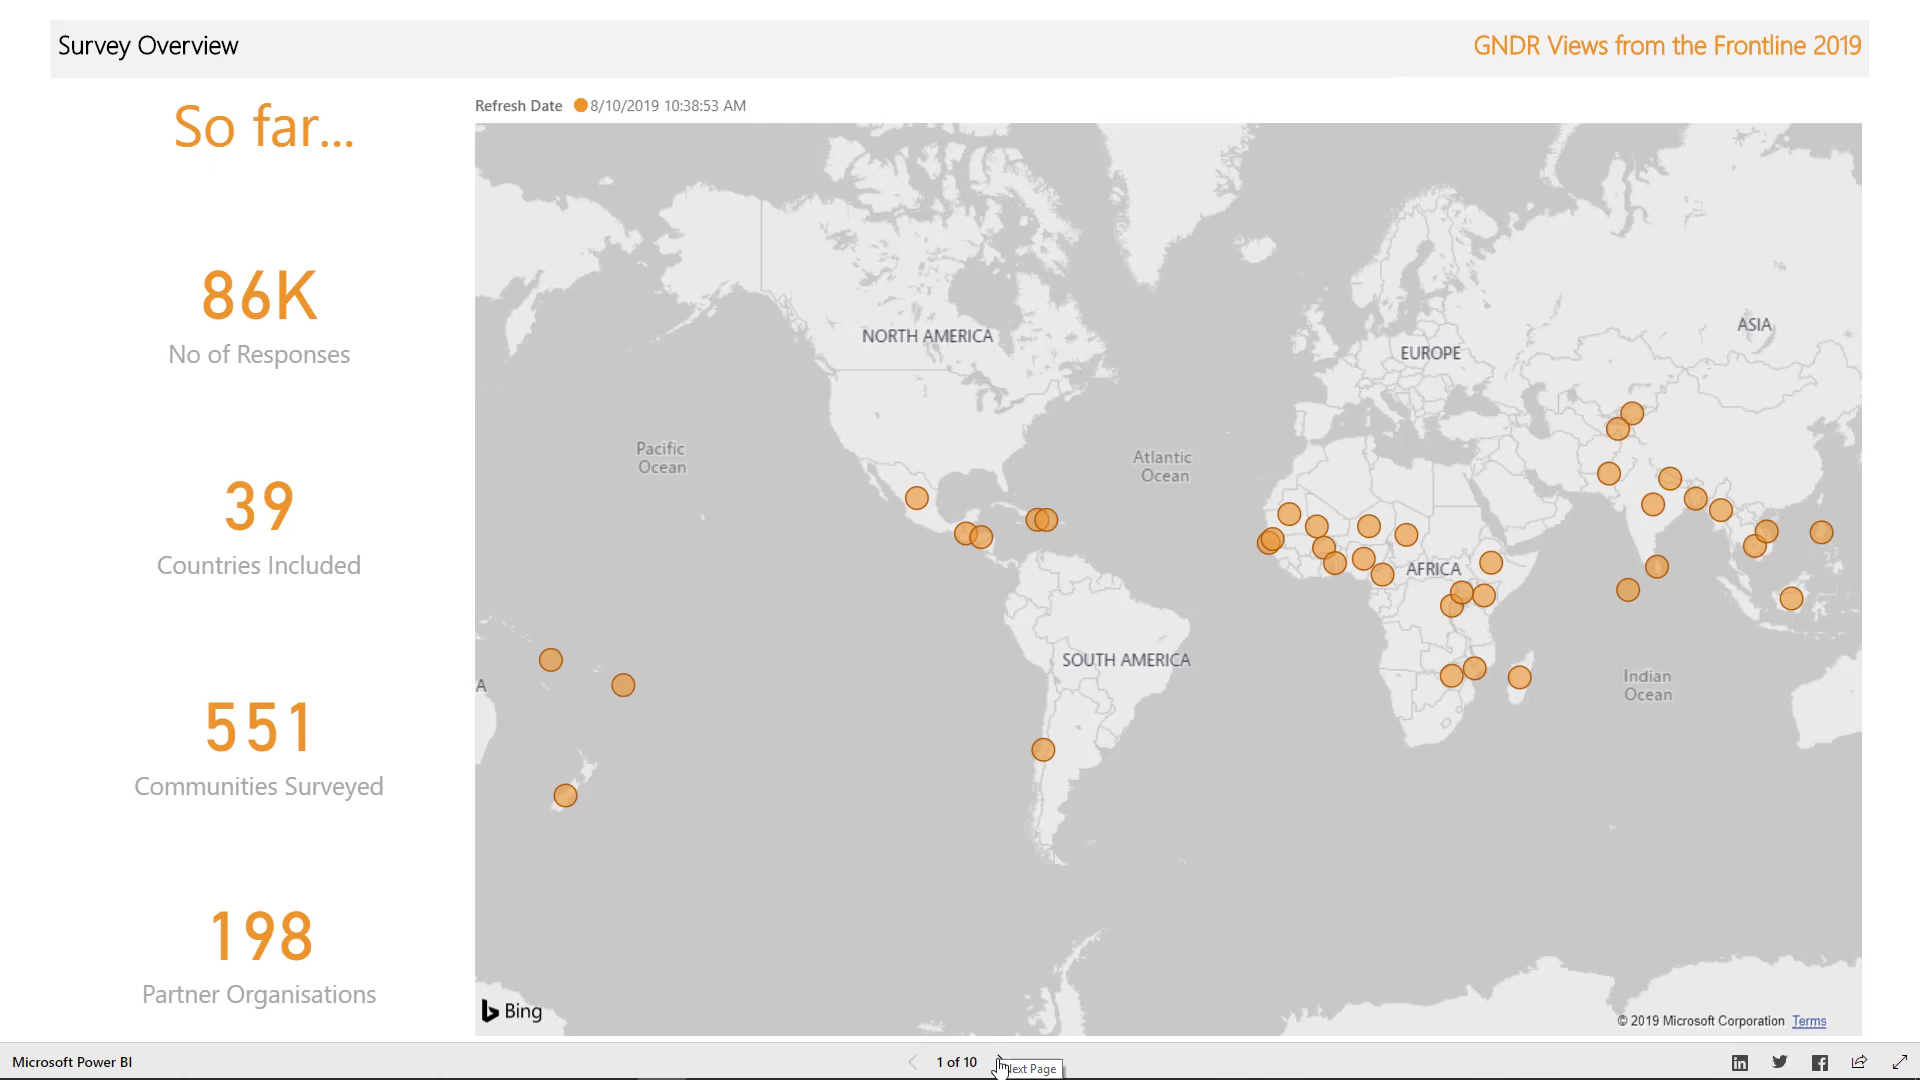 Survey Overview
GNDR Views from the Frontline 2019
So far...
Refresh Date 8/10/2019 10:38:53 AM
86K
No of Responses
39
Countries Included
551
Communities Surveyed
198
Partner Organisations
NORTH AMERICA
EUROPE
ASIA
Pacific
Ocean
Atlantic
Ocean
AFRICA
SOUTH AMERICA
A
Indian
Ocean
Bing
© 2019 Microsoft Corporation Terms
Microsoft Power BI
1 of 10
Next Page